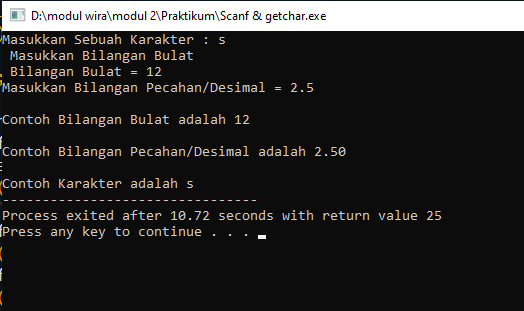 D:\modul wira\modul 2\Praktikum\Scanf & getchar.exe
Masukkan Sebuah Karakter : s
 Masukkan Bilangan Bulat
 Bilangan Bulat = 12
Masukkan Bilangan Pecahan/Desimal = 2.5
Contoh Bilangan Bulat adalah 12
Contoh Bilangan Pecahan/Desimal adalah 2.50
Contoh Karakter adalah s
--------------------------------
Process exited after 10.72 seconds with return value 25
Press any key to continue . . .